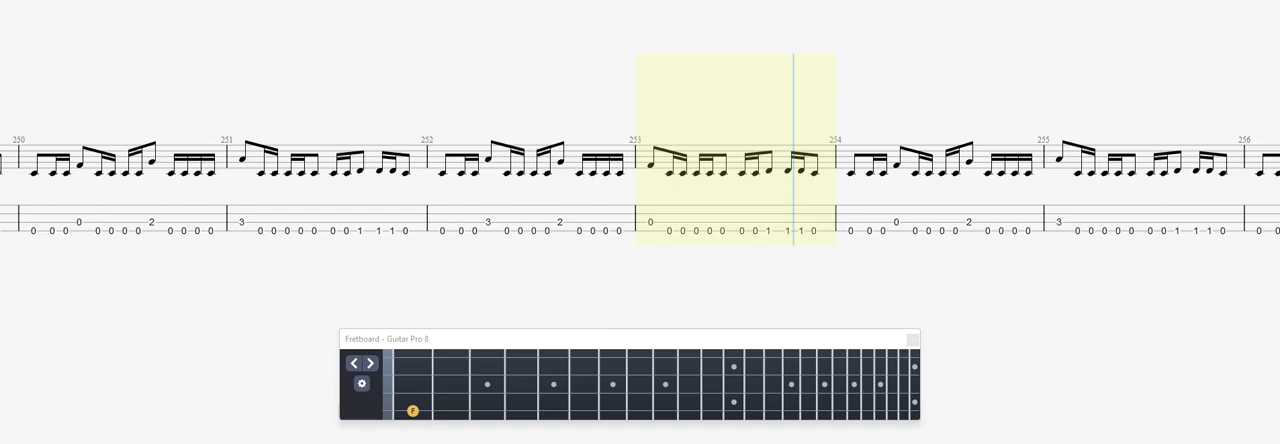 250 251 252 253 254 255 256
0 2 3 3 2 0 0 2 3
0 0 0 0 0 0 0 0 0 0 0 0 0 0 0 0 0 0 1 1 1 0 0 0 0 0 0 0 0 0 0 0 0 0 0 0 0 0 0 0 1 1 1 0 0 0 0 0 0 0 0 0 0 0 0 0 0 0 0 0 0 0 0 1 1 1 0 0 0
Fretboard - Guitar Pro 8
F